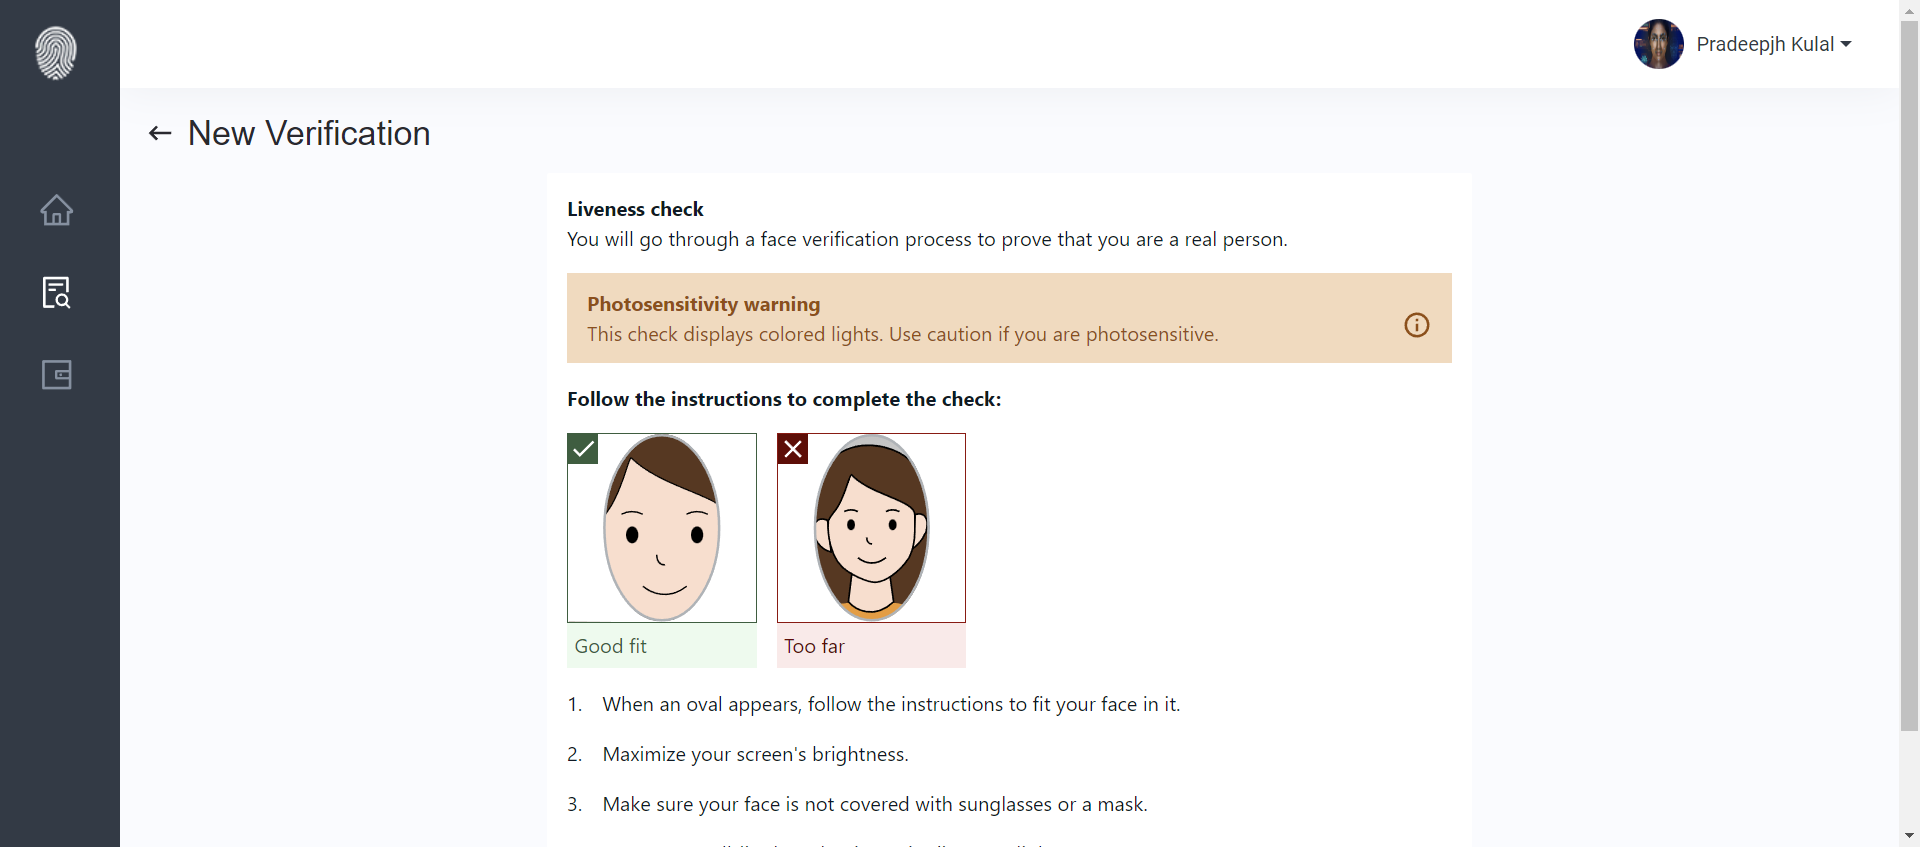 Pradeepjh Kulal
New Verification
Liveness check
You will go through a face verification process to prove that you are a real person.
Photosensitivity warning
This check displays colored lights. Use caution if you are photosensitive.
Follow the instructions to complete the check:
Good fit
Too far
1. When an oval appears, follow the instructions to fit your face in it.
2. Maximize your screen's brightness.
3. Make sure your face is not covered with sunglasses or a mask.